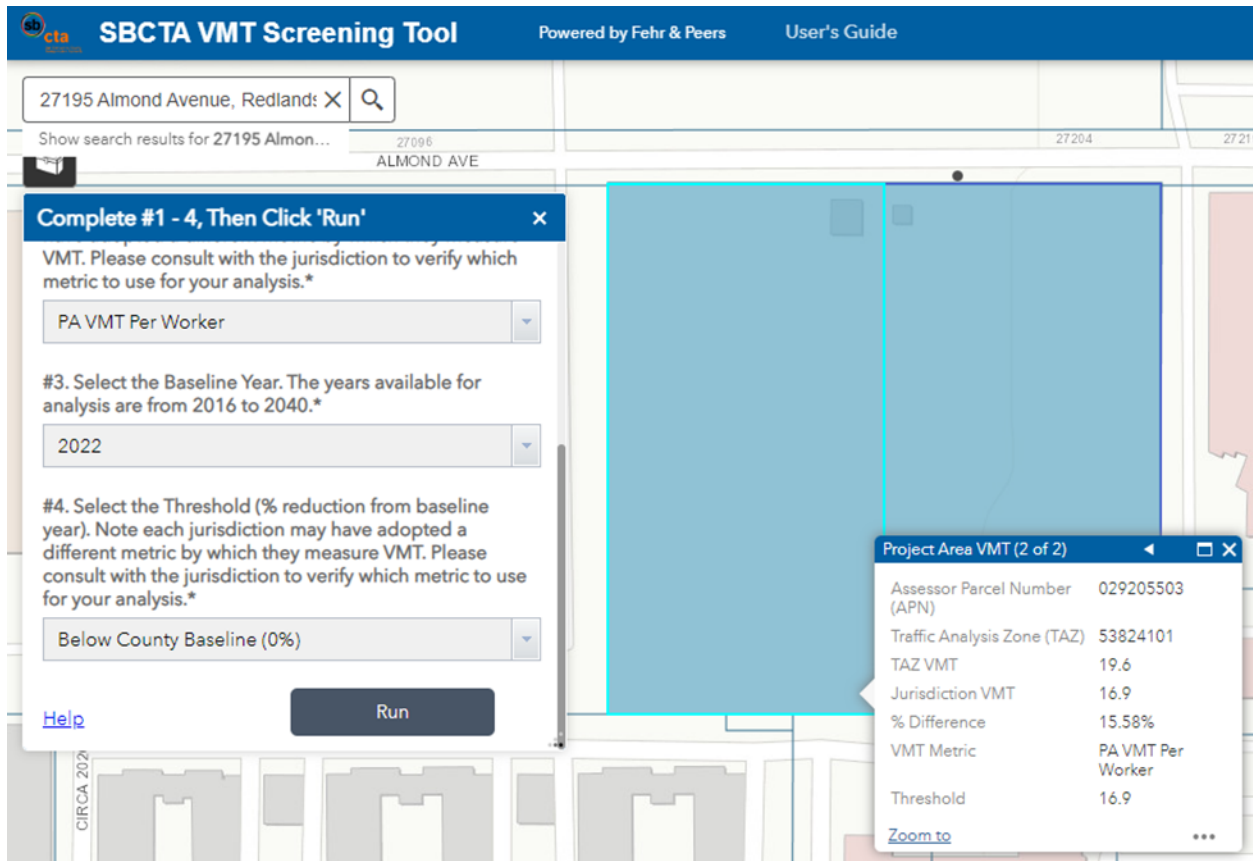 sb
cta
SBCTA VMT Screening Tool
Powered by Fehr & Peers
User's Guide
27195 Almond Avenue, Redlands
Show search results for 27195 Almon...
27096
27204
ALMOND AVE
Complete #1 - 4, Then Click 'Run'
VMT. Please consult with the jurisdiction to verify which
metric to use for your analysis.*
PA VMT Per Worker
#3. Select the Baseline Year. The years available for
analysis are from 2016 to 2040.*
2022
#4. Select the Threshold (% reduction from baseline
year). Note each jurisdiction may have adopted a
different metric by which they measure VMT. Please
consult with the jurisdiction to verify which metric to use
for your analysis.*
Below County Baseline (0%)
Help
Run
Project Area VMT (2 of 2)
Assessor Parcel Number
(APN)
029205503
Traffic Analysis Zone (TAZ) 53824101
TAZ VMT 19.6
Jurisdiction VMT 16.9
% Difference 15.58%
VMT Metric PA VMT Per
Worker
Threshold 16.9
Zoom to
CIRCA 202